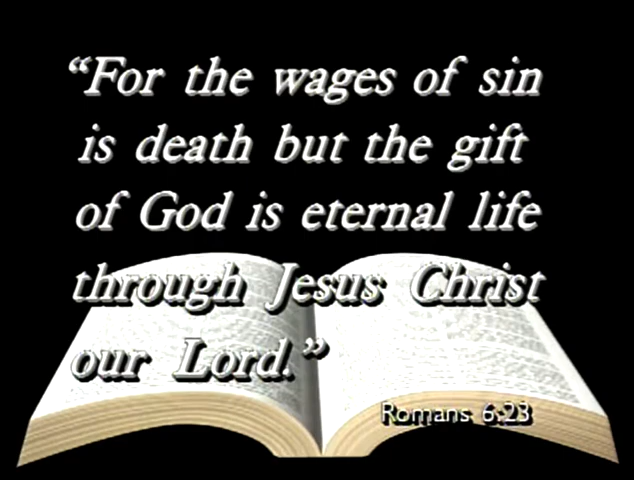 “For the wages of sin
is death but the gift
of God is eternal life
through Jesus Christ
our Lord.”
Romans 6:23